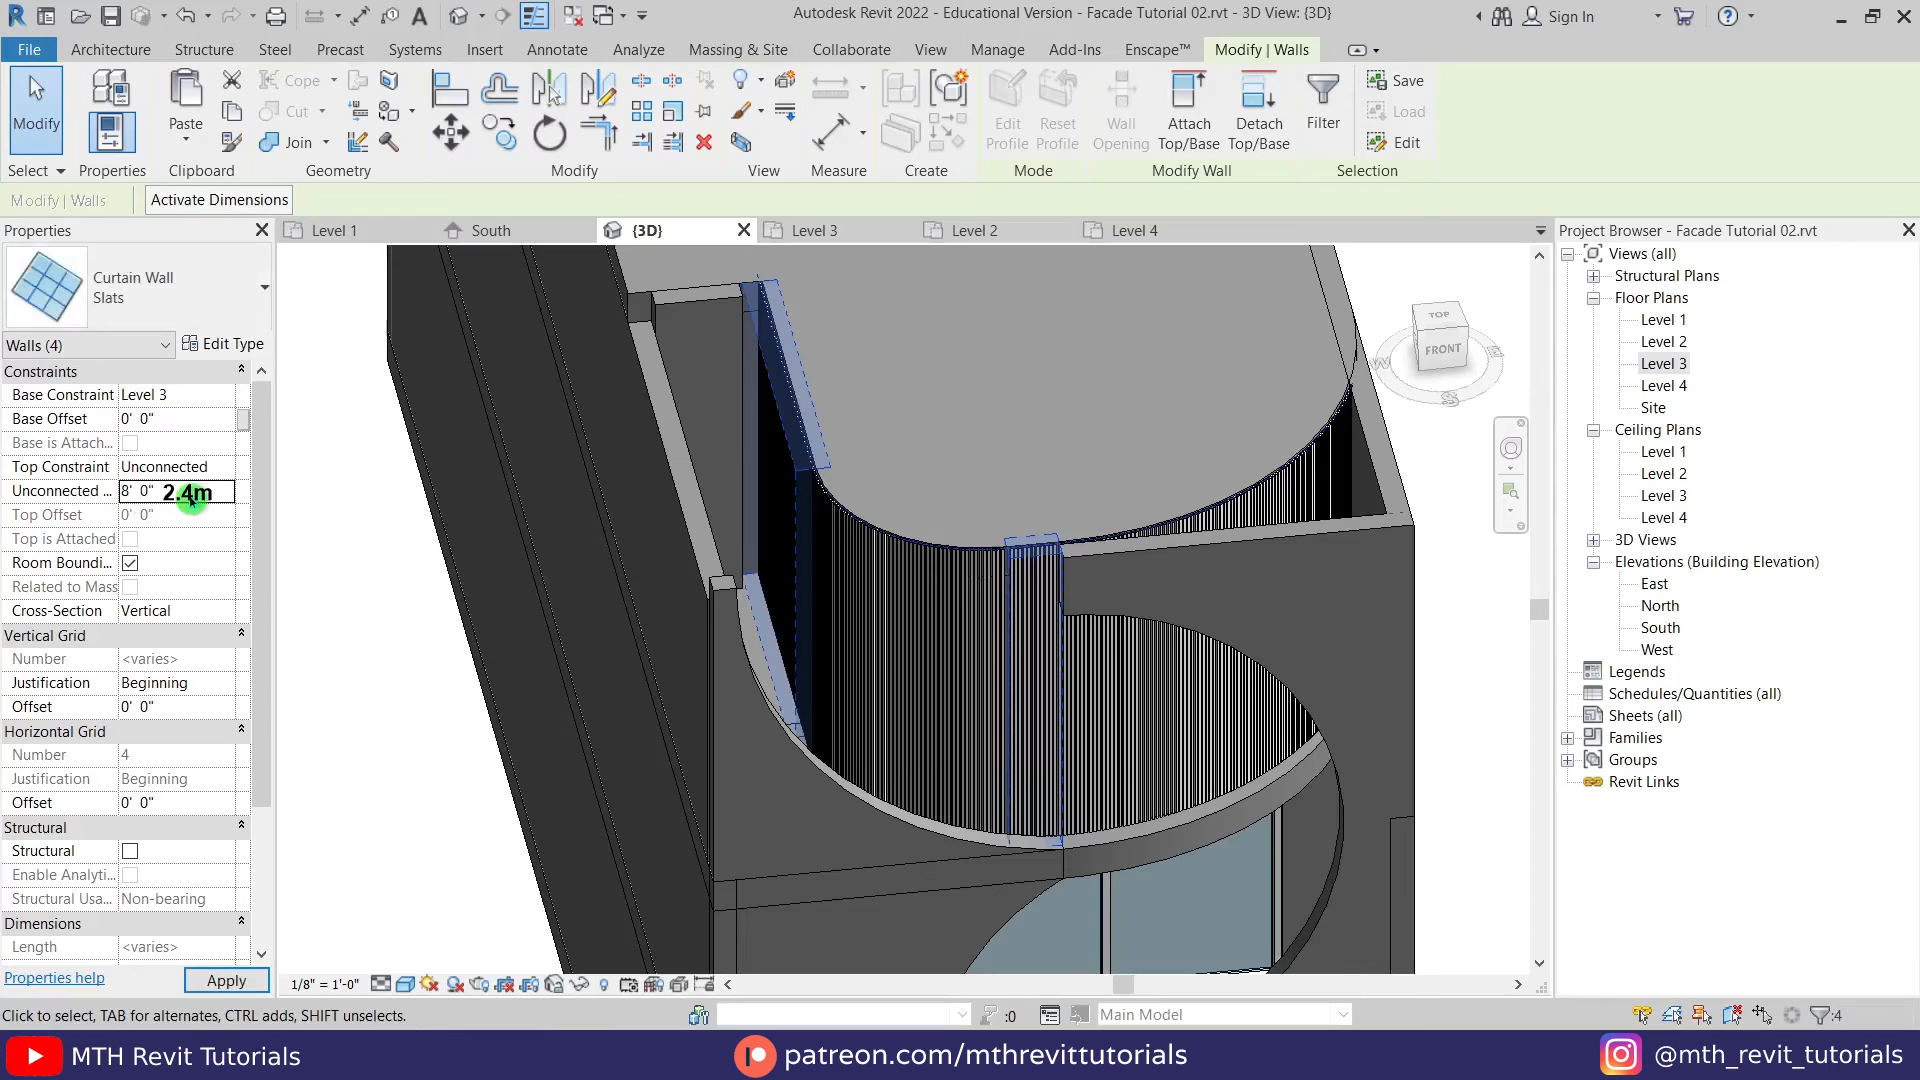 Autodesk Revit 2022 - Educational Version - Facade Tutorial 02.rvt - 3D View: {3D}
Sign In
File Architecture Structure Steel Precast Systems Insert Annotate Analyze Massing & Site Collaborate View Manage Add-Ins Enscape™ Modify | Walls
Modify
Paste
Cope
Cut
Join
Edit Profile
Reset Profile
Wall Opening
Attach Top/Base
Detach Top/Base
Filter
Save
Load
Edit
Select Properties Clipboard Geometry Modify View Measure Create Mode Modify Wall Selection
Modify | Walls
Activate Dimensions
Properties
Curtain Wall
Slats
Walls (4)
Edit Type
Constraints
Base Constraint Level 3
Base Offset 0' 0"
Base is Attach...
Top Constraint Unconnected
Unconnected ... 8' 0" 2.4m
Top Offset 0' 0"
Top is Attached
Room Boundi...
Related to Mass
Cross-Section Vertical
Vertical Grid
Number <varies>
Justification Beginning
Offset 0' 0"
Horizontal Grid
Number 4
Justification Beginning
Offset 0' 0"
Structural
Structural
Enable Analyti...
Structural Usa... Non-bearing
Dimensions
Length <varies>
Properties help
Apply
Level 1
South
{3D}
Level 3
Level 2
Level 4
TOP
FRONT
W
E
S
1/8" = 1'-0"
Project Browser - Facade Tutorial 02.rvt
Views (all)
Structural Plans
Floor Plans
Level 1
Level 2
Level 3
Level 4
Site
Ceiling Plans
Level 1
Level 2
Level 3
Level 4
3D Views
Elevations (Building Elevation)
East
North
South
West
Legends
Schedules/Quantities (all)
Sheets (all)
Families
Groups
Revit Links
Click to select, TAB for alternates, CTRL adds, SHIFT unselects.
:0
Main Model
:4
MTH Revit Tutorials
patreon.com/mthrevittutorials
@mth_revit_tutorials